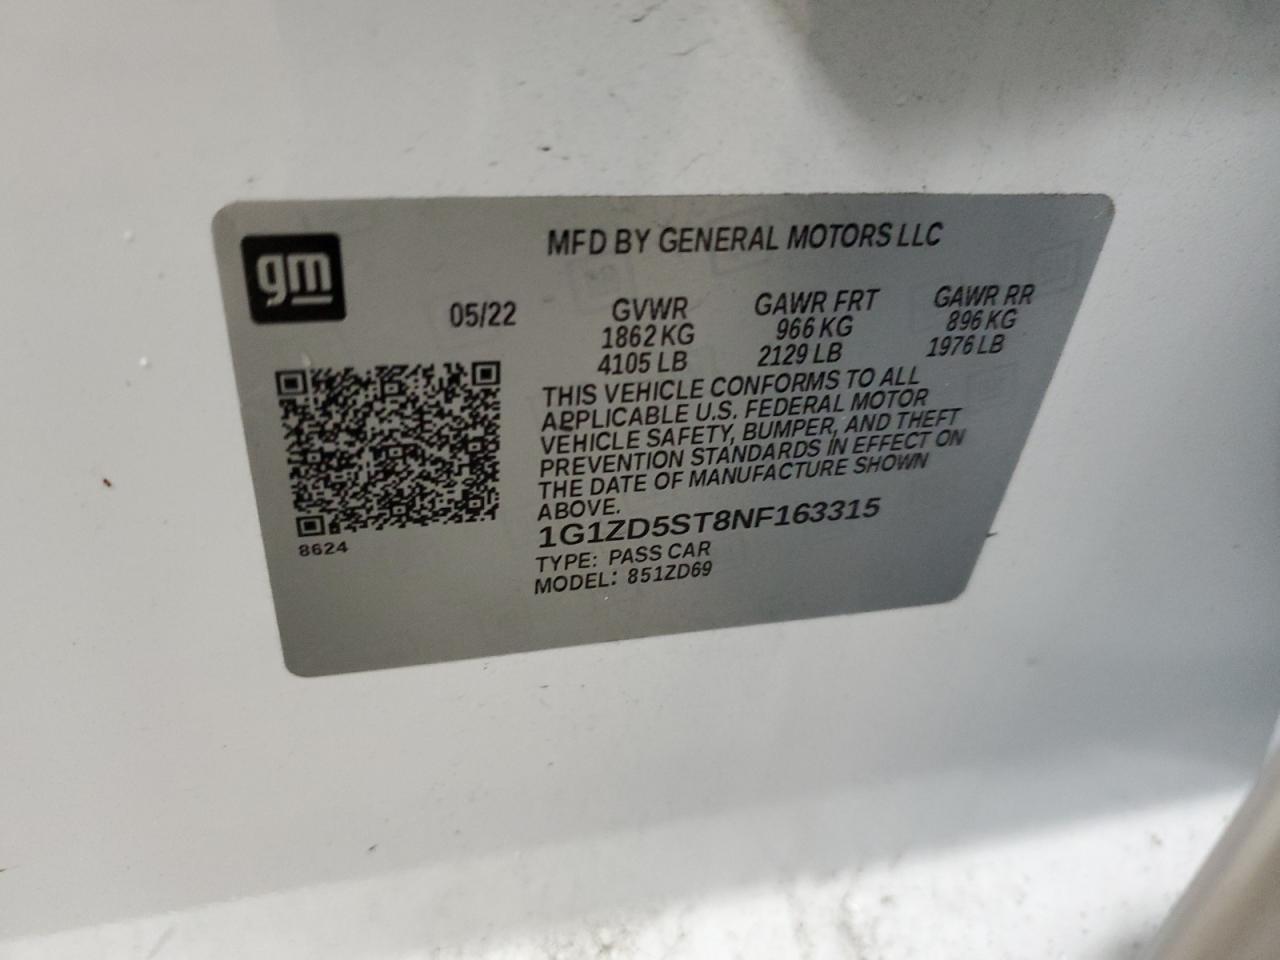 gm
MFD BY GENERAL MOTORS LLC
05/22
GVWR
1862 KG
4105 LB
GAWR FRT
966 KG
2129 LB
GAWR RR
896 KG
1976 LB
THIS VEHICLE CONFORMS TO ALL
APPLICABLE U.S. FEDERAL MOTOR
VEHICLE SAFETY, BUMPER, AND THEFT
PREVENTION STANDARDS IN EFFECT ON
THE DATE OF MANUFACTURE SHOWN
ABOVE.
1G1ZD5ST8NF163315
TYPE: PASS CAR
MODEL: 851ZD69
8624